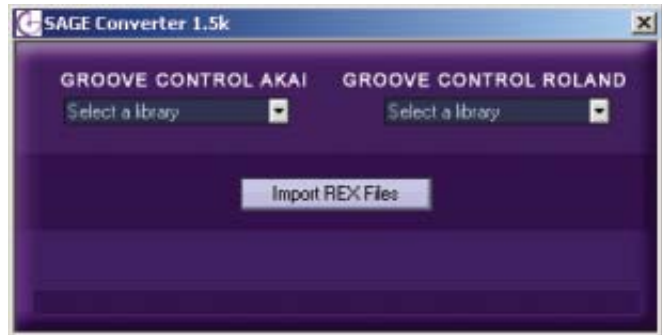 SAGE Converter 1.5k
GROOVE CONTROL AKAI GROOVE CONTROL ROLAND
Select a library Select a library
Import REX Files